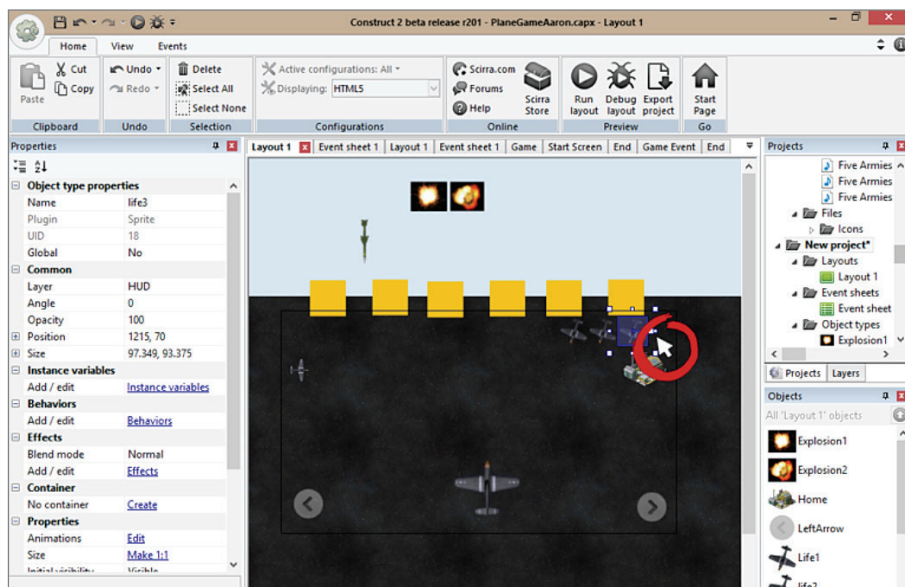 Construct 2 beta release r201 - PlaneGameAaron.capx - Layout 1
Home View Events
Paste
Cut
Copy
Clipboard
Undo
Redo
Undo
Delete
Select All
Select None
Selection
Active configurations: All
Displaying: HTML5
Configurations
Scirra.com
Forums
Help
Scirra Store
Online
Run layout
Debug layout
Export project
Preview
Start Page
Go
Properties
Object type properties
Name life3
Plugin Sprite
UID 18
Global No
Common
Layer HUD
Angle 0
Opacity 100
Position 1215, 70
Size 97.349, 93.375
Instance variables
Add / edit Instance variables
Behaviors
Add / edit Behaviors
Effects
Blend mode Normal
Add / edit Effects
Container
No container Create
Properties
Animations Edit
Size Make 1:1
Initial visibility Visible
Layout 1 Event sheet 1 Layout 1 Event sheet 1 Game Start Screen End Game Event End
Projects
Five Armies
Five Armies
Five Armies
Files
Icons
New project*
Layouts
Layout 1
Event sheets
Event sheet
Object types
Explosion1
Projects Layers
Objects
All 'Layout 1' objects
Explosion1
Explosion2
Home
LeftArrow
Life1
life2